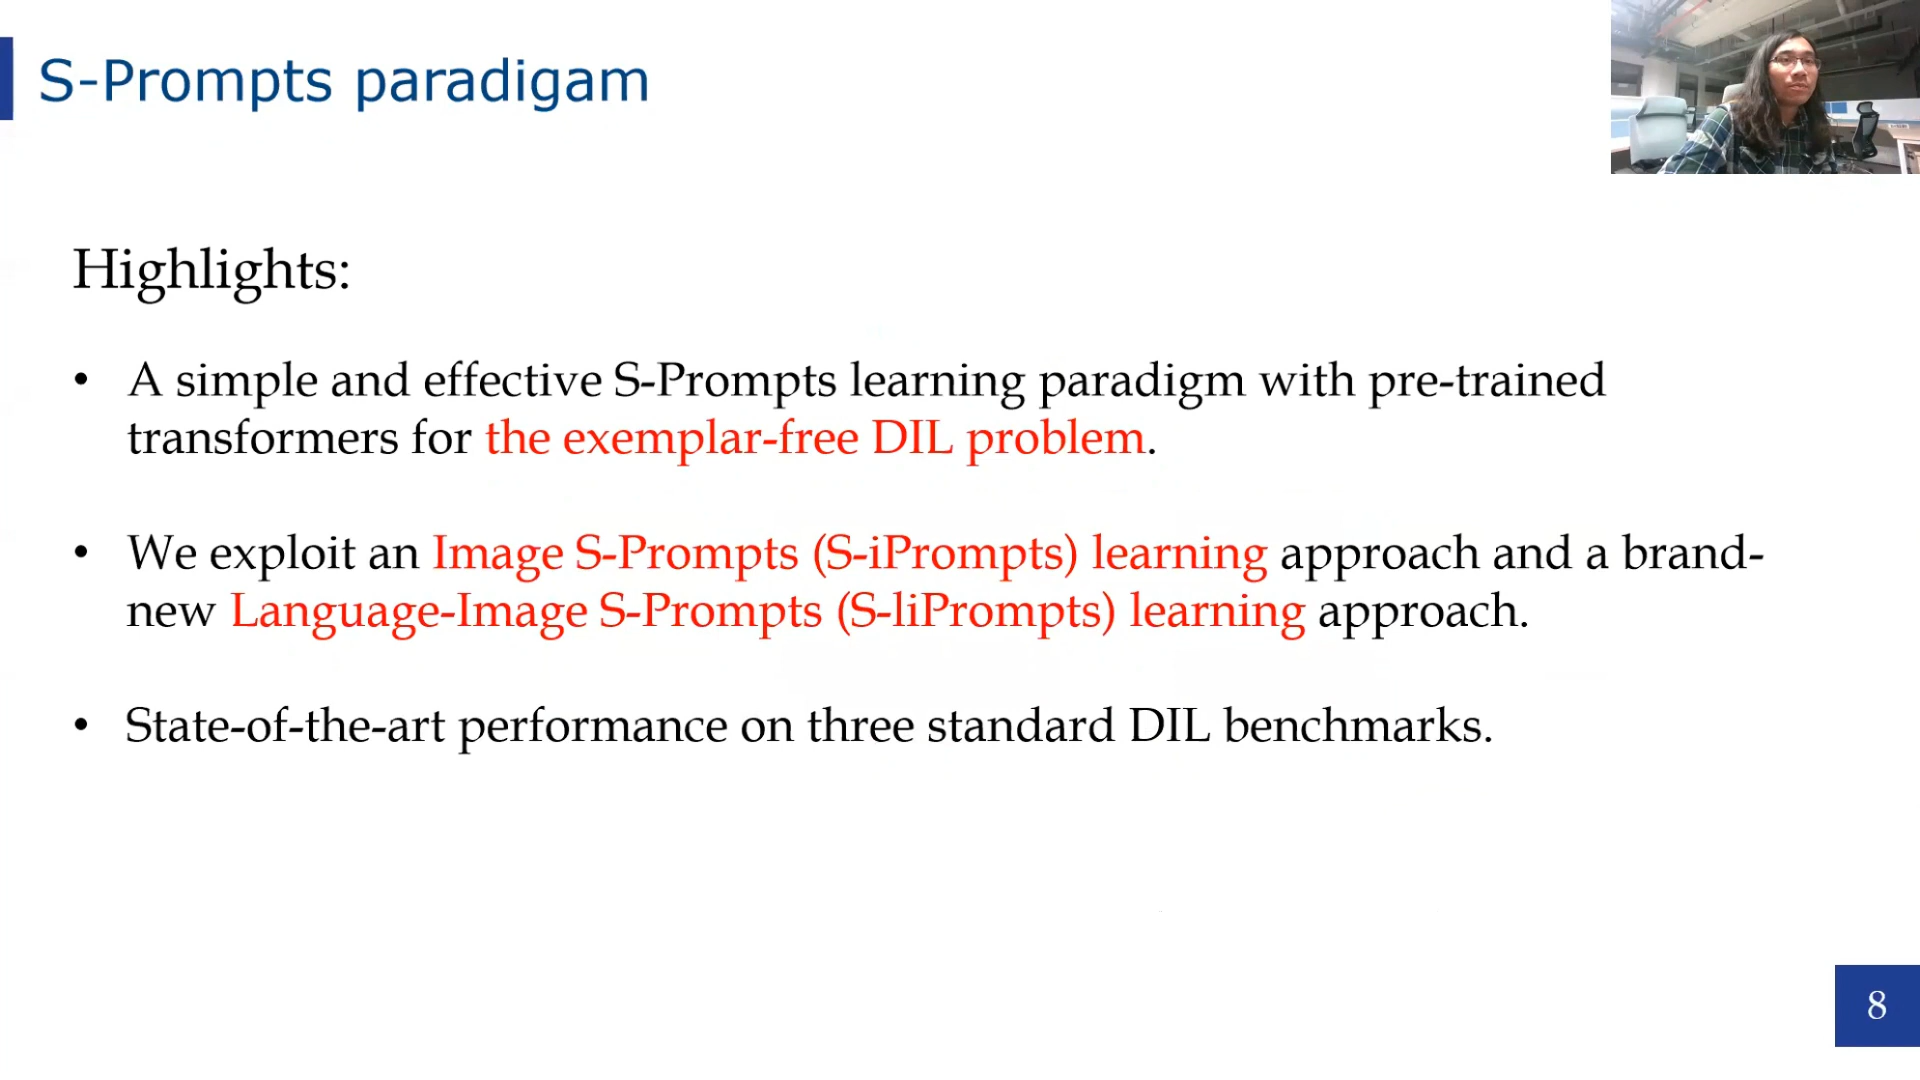 S-Prompts paradigam
Highlights:
• A simple and effective S-Prompts learning paradigm with pre-trained
transformers for the exemplar-free DIL problem.
• We exploit an Image S-Prompts (S-iPrompts) learning approach and a brand-
new Language-Image S-Prompts (S-liPrompts) learning approach.
• State-of-the-art performance on three standard DIL benchmarks.
8